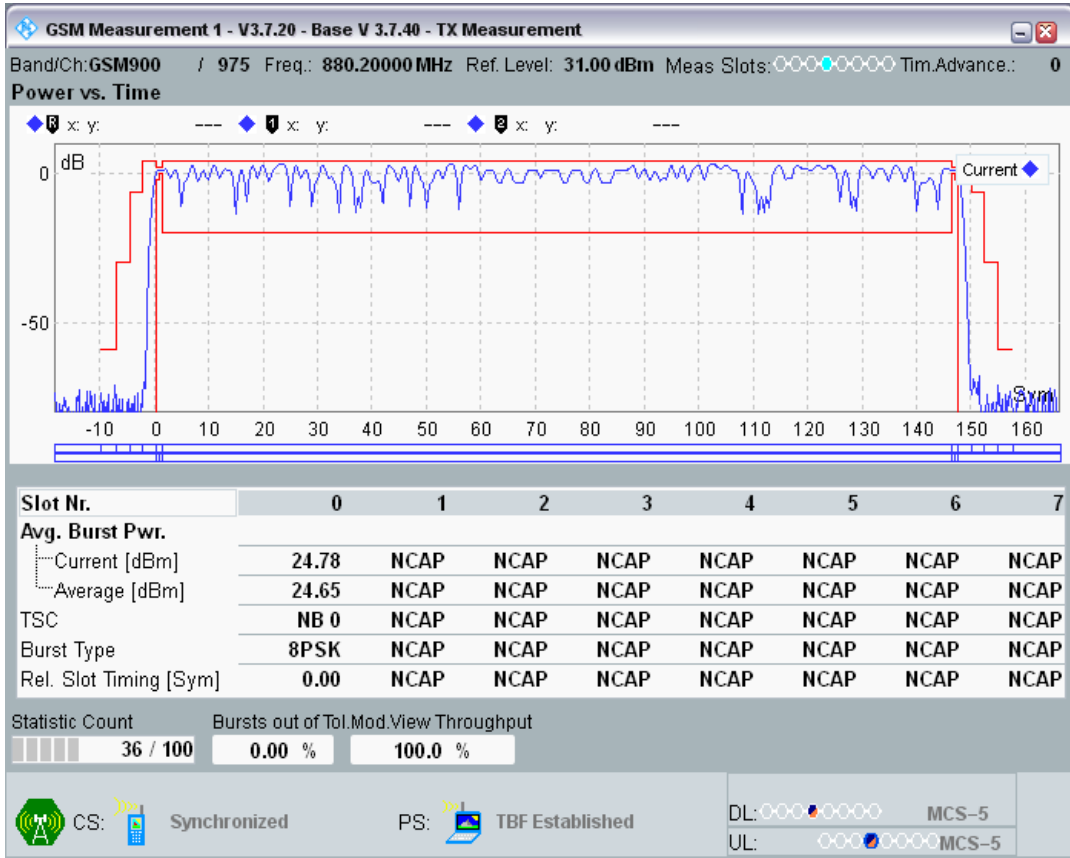 GSM Measurement 1 - V3.7.20 - Base V 3.7.40 - TX Measurement
Band/Ch:GSM900 / 975 Freq.: 880.20000 MHz Ref. Level: 31.00 dBm Meas Slots: Tim.Advance.: 0
Power vs. Time
R x: y: --- 1 x: y: --- 2 x: y: ---
dB
Current
0
-50
Sym
-10 0 10 20 30 40 50 60 70 80 90 100 110 120 130 140 150 160
Slot Nr. 0 1 2 3 4 5 6 7
Avg. Burst Pwr.
Current [dBm] 24.78 NCAP NCAP NCAP NCAP NCAP NCAP NCAP
Average [dBm] 24.65 NCAP NCAP NCAP NCAP NCAP NCAP NCAP
TSC NB 0 NCAP NCAP NCAP NCAP NCAP NCAP NCAP
Burst Type 8PSK NCAP NCAP NCAP NCAP NCAP NCAP NCAP
Rel. Slot Timing [Sym] 0.00 NCAP NCAP NCAP NCAP NCAP NCAP NCAP
Statistic Count Bursts out of Tol.Mod.View Throughput
36 / 100 0.00 % 100.0 %
CS: Synchronized PS: TBF Established
DL: MCS-5
UL: MCS-5